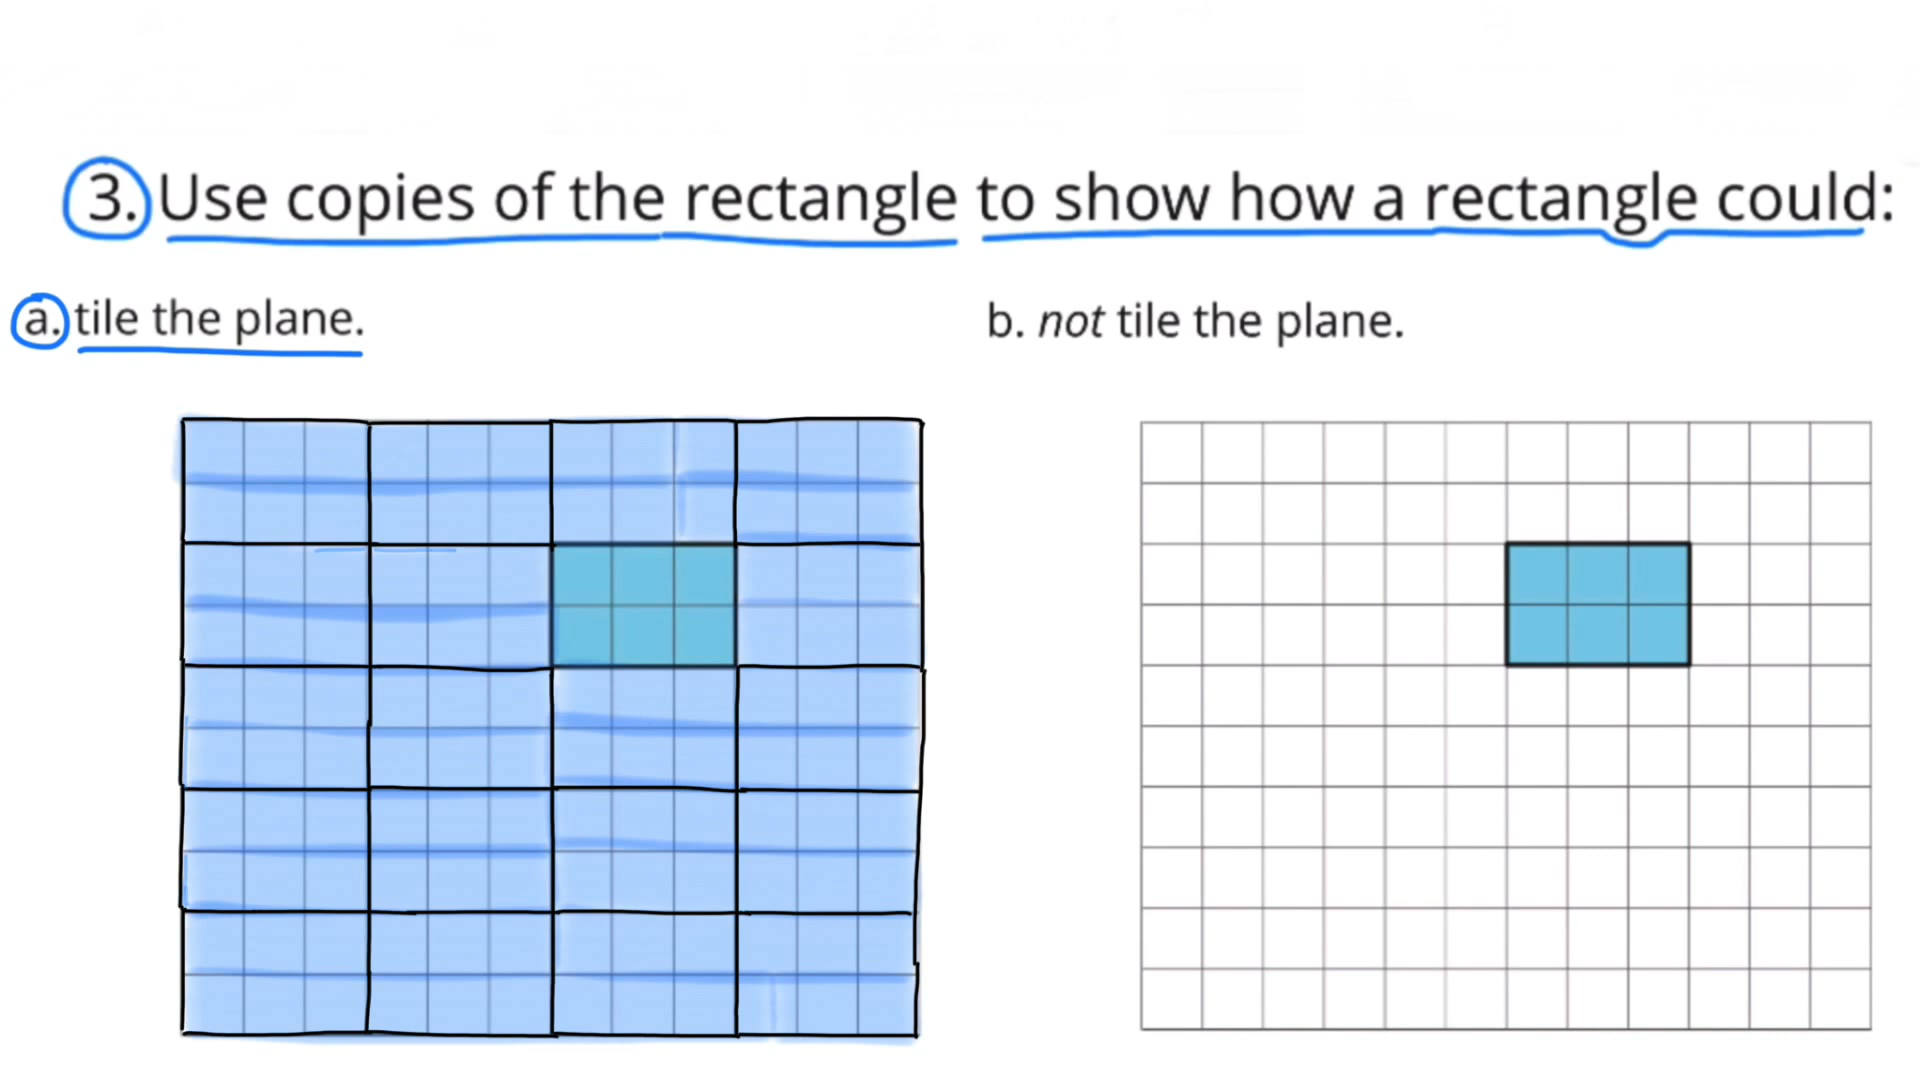 3. Use copies of the rectangle to show how a rectangle could:
a. tile the plane.
b. not tile the plane.